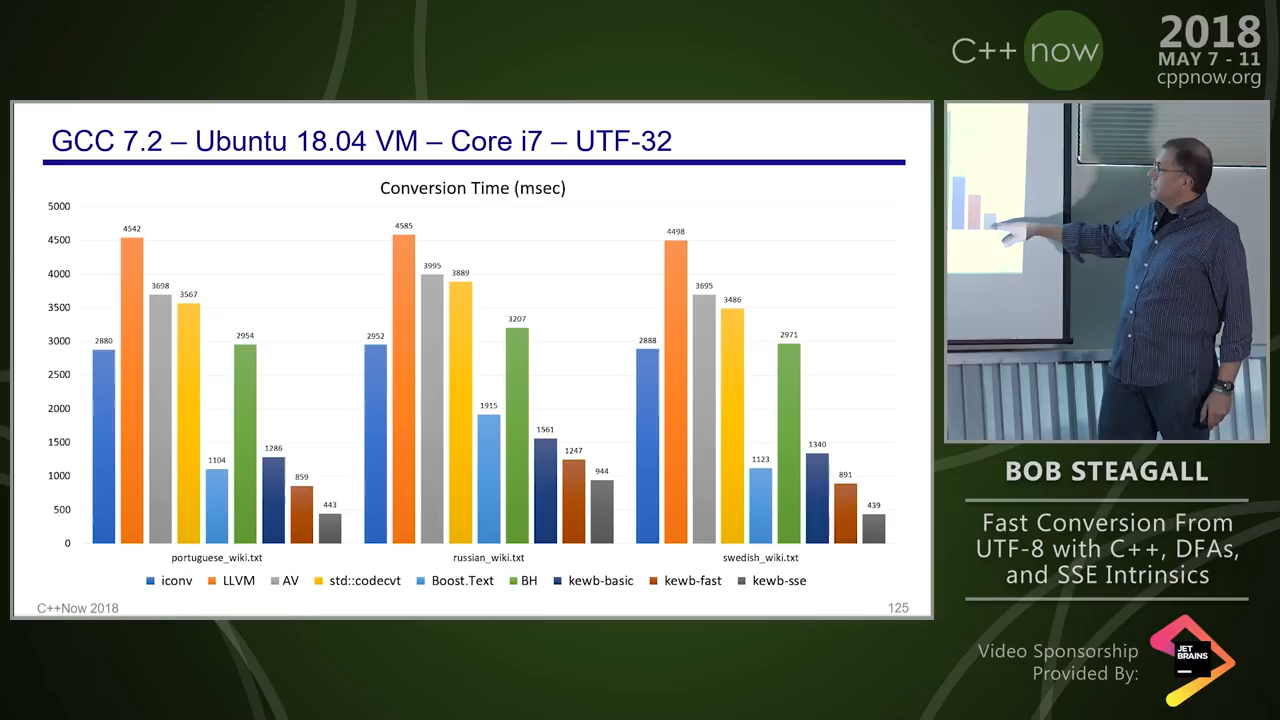 C++ now
2018
MAY 7 - 11
cppnow.org
GCC 7.2 – Ubuntu 18.04 VM – Core i7 – UTF-32
Conversion Time (msec)
5000
4500
4000
3500
3000
2500
2000
1500
1000
500
0
2880
4542
3698
3567
1104
2954
1286
859
443
2952
4585
3995
3889
1915
3207
1561
1247
944
2888
4498
3695
3486
1123
2971
1340
891
439
portuguese_wiki.txt
russian_wiki.txt
swedish_wiki.txt
iconv LLVM AV std::codecvt Boost.Text BH kewb-basic kewb-fast kewb-sse
C++Now 2018
125
BOB STEAGALL
Fast Conversion From
UTF-8 with C++, DFAs,
and SSE Intrinsics
Video Sponsorship
Provided By:
JET
BRAINS